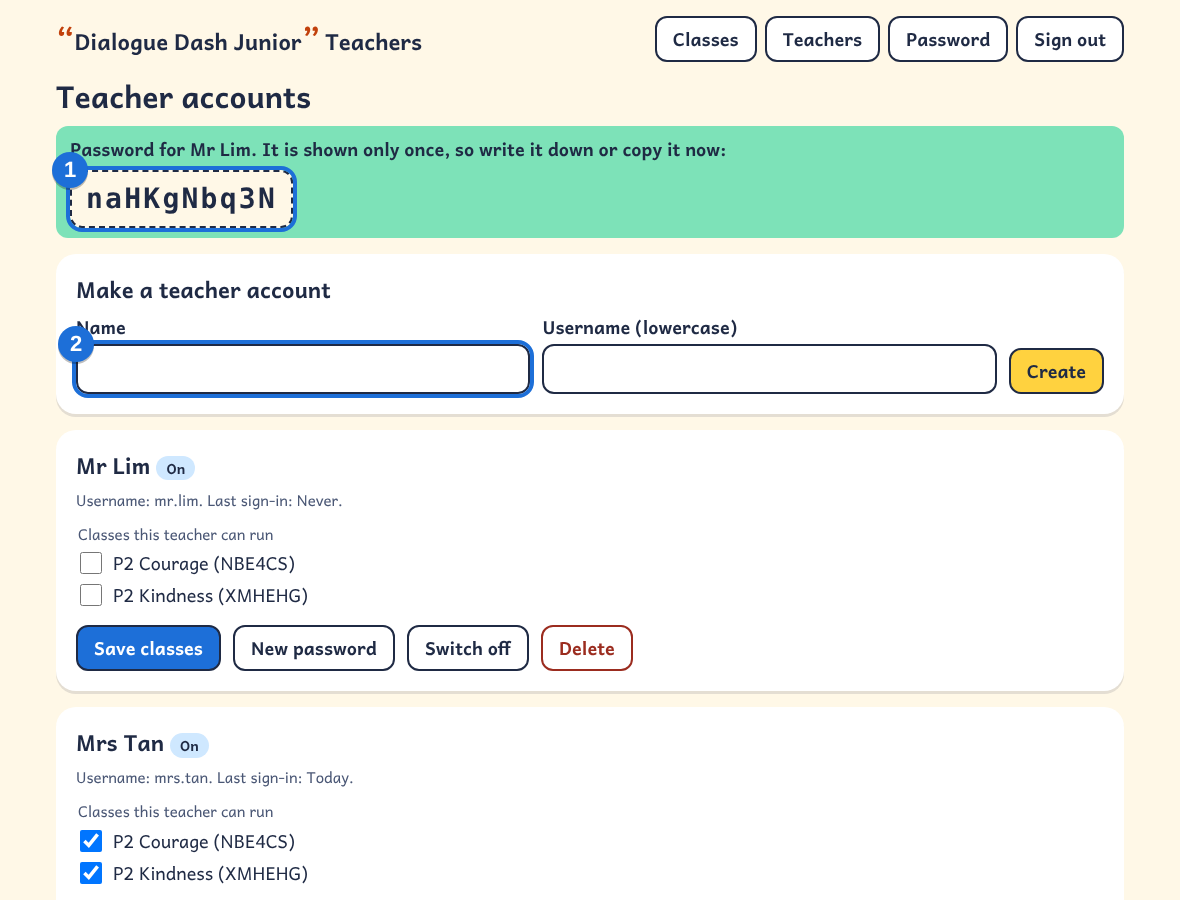 “Dialogue Dash Junior” Teachers
Classes
Teachers
Password
Sign out
Teacher accounts
Password for Mr Lim. It is shown only once, so write it down or copy it now:
1
naHKgNbq3N
Make a teacher account
Name
Username (lowercase)
2
Create
Mr Lim On
Username: mr.lim. Last sign-in: Never.
Classes this teacher can run
P2 Courage (NBE4CS)
P2 Kindness (XMHEHG)
Save classes
New password
Switch off
Delete
Mrs Tan On
Username: mrs.tan. Last sign-in: Today.
Classes this teacher can run
P2 Courage (NBE4CS)
P2 Kindness (XMHEHG)